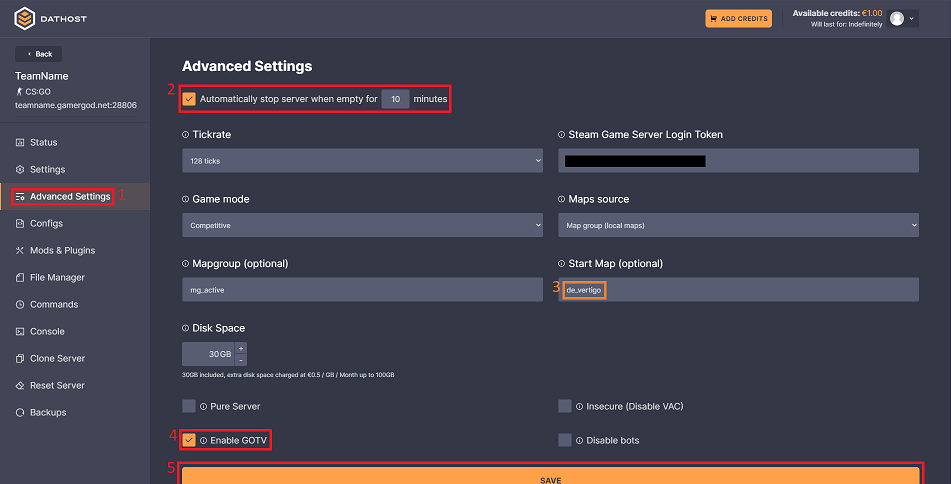 DATHOST
ADD CREDITS
Available credits: €1.00
Will last for: Indefinitely
Back
TeamName
CS:GO
teamname.gamergod.net:28806
Status
Settings
Advanced Settings 1
Configs
Mods & Plugins
File Manager
Commands
Console
Clone Server
Reset Server
Backups
Advanced Settings
2 Automatically stop server when empty for 10 minutes
Tickrate
128 ticks
Steam Game Server Login Token
Game mode
Competitive
Maps source
Map group (local maps)
Mapgroup (optional)
mg_active
Start Map (optional)
3 de_vertigo
Disk Space
30 GB + -
30GB included, extra disk space charged at €0.5 / GB / Month up to 100GB
Pure Server
Insecure (Disable VAC)
4 Enable GOTV
Disable bots
5 SAVE